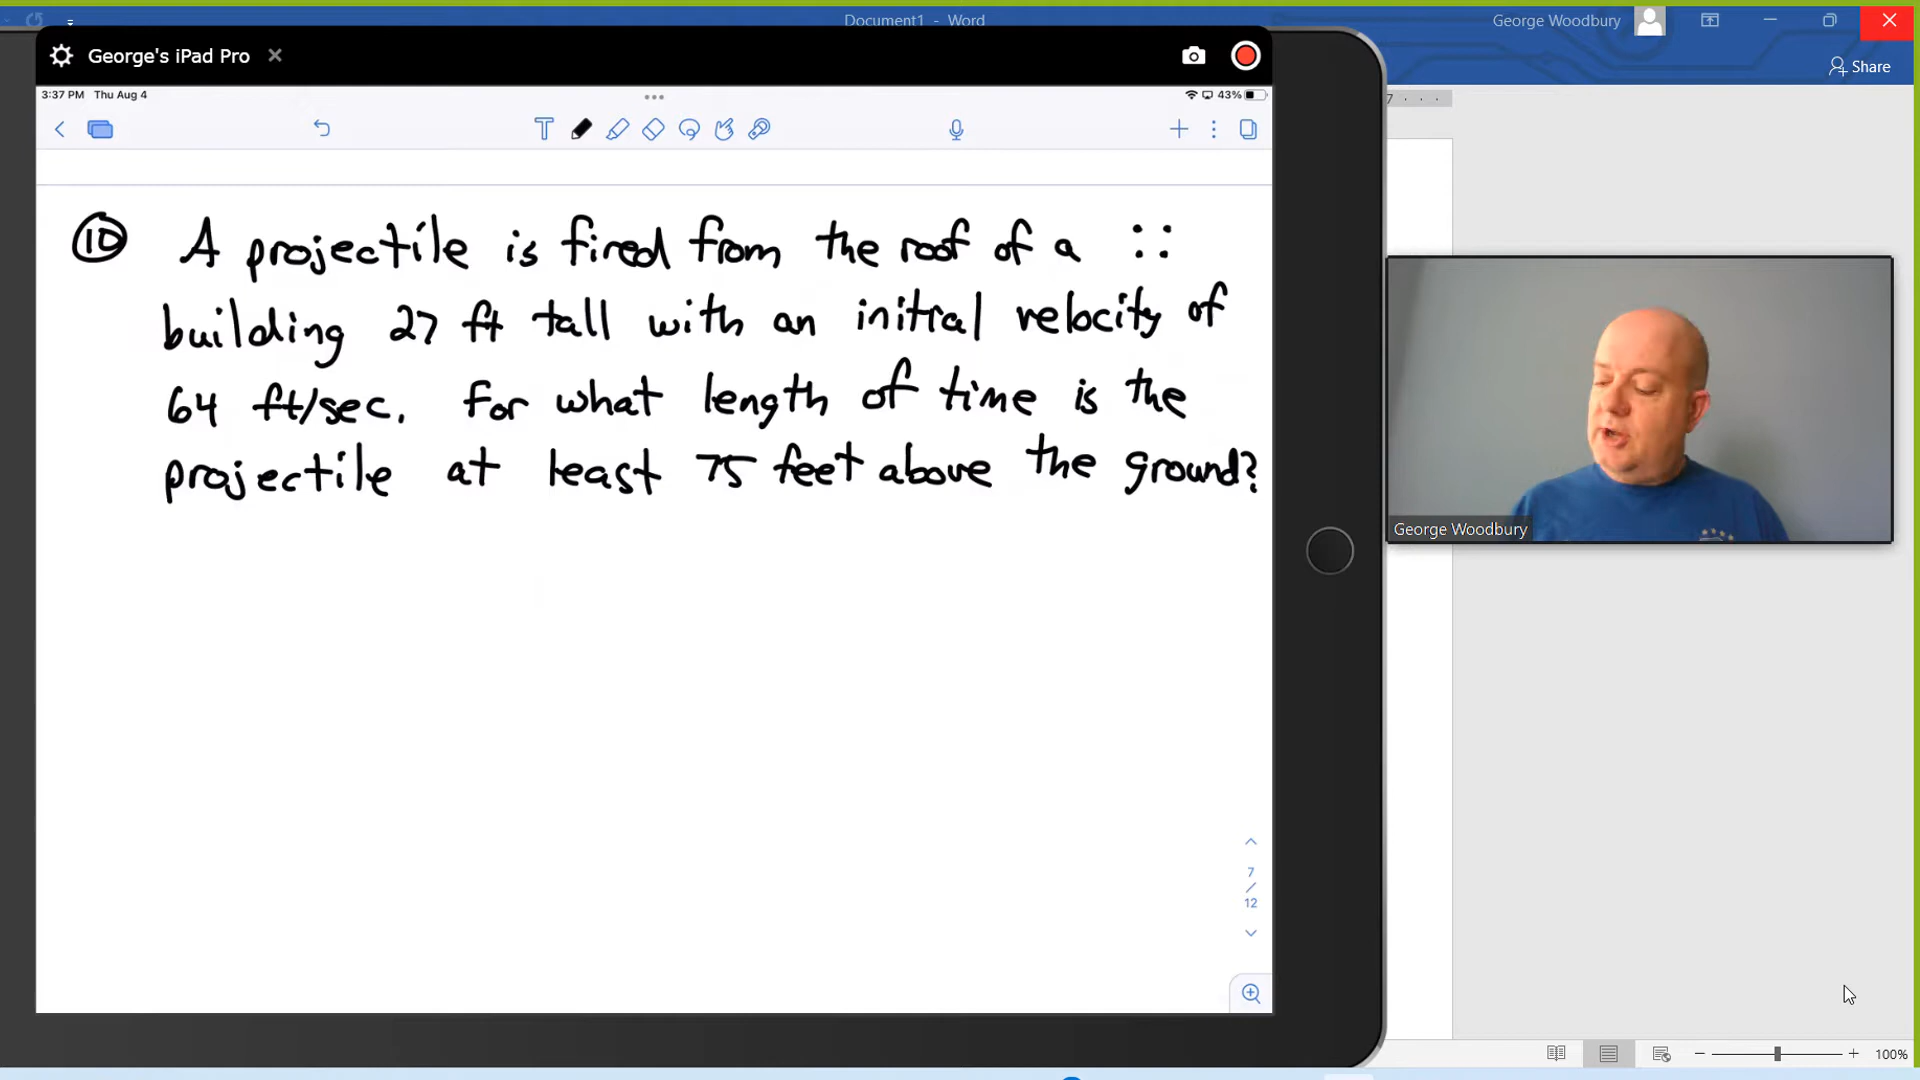 Document1 - Word
George Woodbury
George's iPad Pro
Share
3:37 PM Thu Aug 4
43%
7
T
10 A projectile is fired from the roof of a ::
building 27 ft tall with an initial velocity of
64 ft/sec. For what length of time is the
projectile at least 75 feet above the ground?
George Woodbury
7
/
12
100%